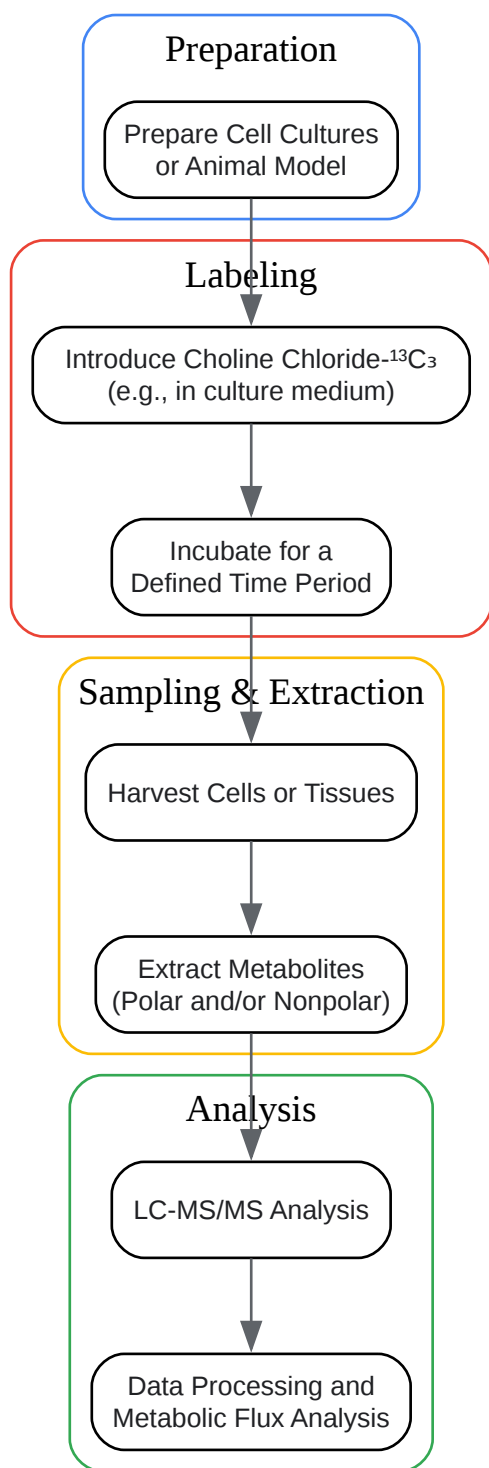 Preparation
Prepare Cell Cultures
or Animal Model
Labeling
Introduce Choline Chloride-¹³C₃
(e.g., in culture medium)
Incubate for a
Defined Time Period
Sampling & Extraction
Harvest Cells or Tissues
Extract Metabolites
(Polar and/or Nonpolar)
Analysis
LC-MS/MS Analysis
Data Processing and
Metabolic Flux Analysis